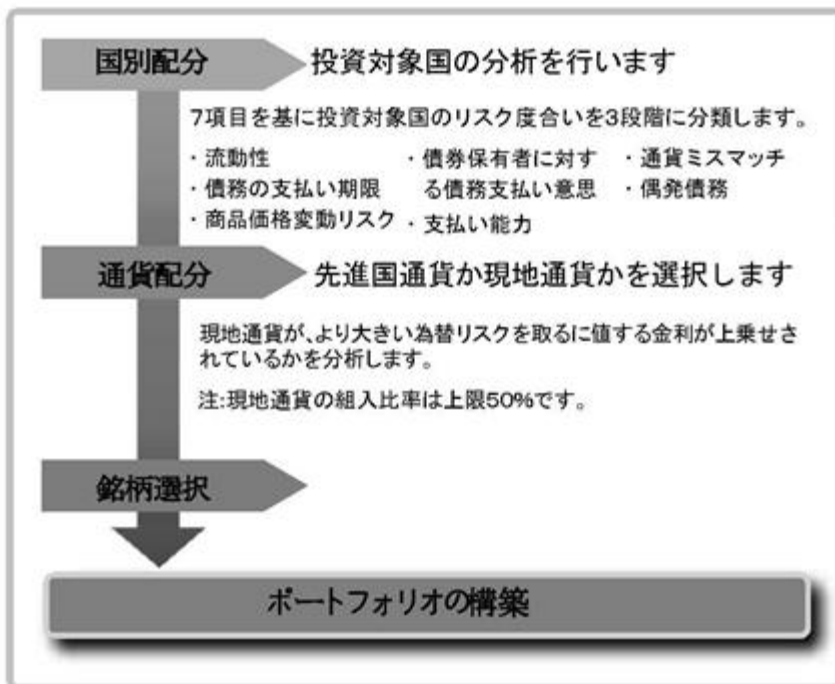 国別配分 投資対象国の分析を行います
7項目を基に投資対象国のリスク度合いを3段階に分類します。
・流動性
・債務の支払い期限
・商品価格変動リスク
・債券保有者に対す
る債務支払い意思
・支払い能力
・通貨ミスマッチ
・偶発債務
通貨配分 先進国通貨か現地通貨かを選択します
現地通貨が、より大きい為替リスクを取るに値する金利が上乗せさ
れているかを分析します。
注:現地通貨の組入比率は上限50%です。
銘柄選択
ポートフォリオの構築